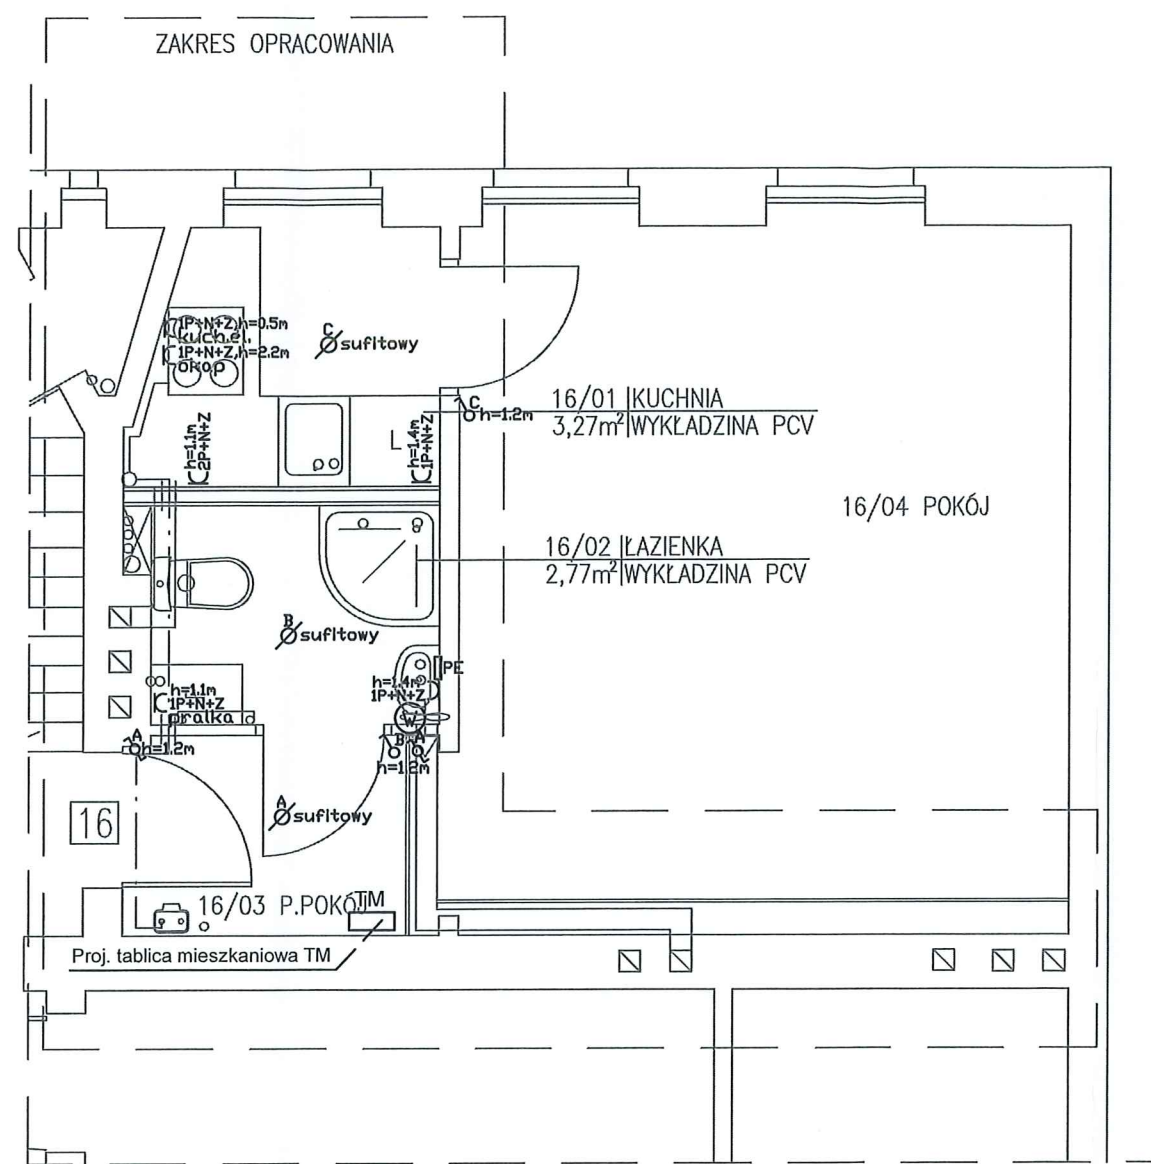 ZAKRES OPRACOWANIA
1P+N+Z,h=0.5m
kuch.el.
1P+N+Z,h=2.2m
okap
C
sufitowy
C
h=1.2m
16/01 KUCHNIA
3,27m² WYKŁADZINA PCV
h=1.1m
2P+N+Z
L
h=1.4m
1P+N+Z
16/04 POKÓJ
16/02 ŁAZIENKA
2,77m² WYKŁADZINA PCV
B
sufitowy
PE
h=1.4m
1P+N+Z
h=1.1m
1P+N+Z
pralka
W
A
h=1.2m
B A
h=1.2m
A
sufitowy
16
16/03 P.POKÓJ
TM
Proj. tablica mieszkaniowa TM